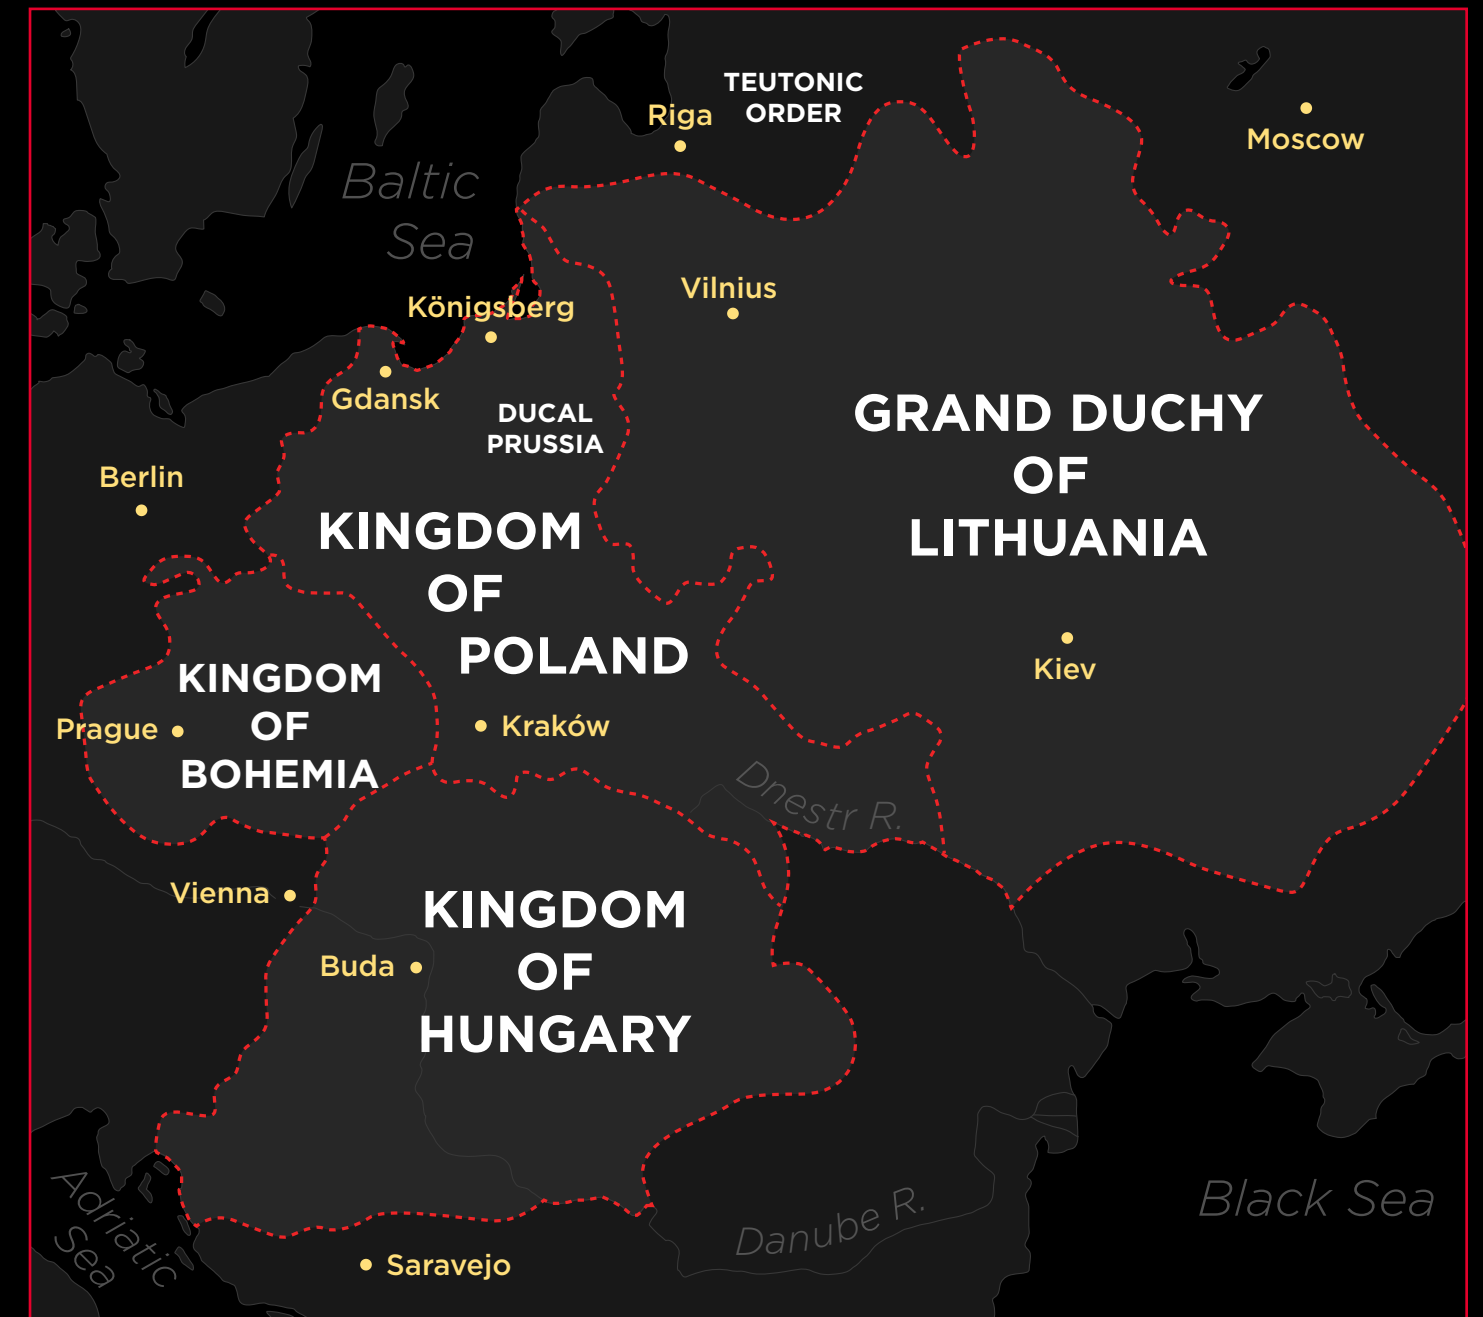 TEUTONIC
ORDER
Riga
Moscow
Baltic
Sea
Vilnius
Königsberg
Gdansk
DUCAL
PRUSSIA
GRAND DUCHY
OF
LITHUANIA
Berlin
KINGDOM
OF
POLAND
Kiev
KINGDOM
OF
BOHEMIA
Prague
Kraków
Dnestr R.
Vienna
KINGDOM
OF
HUNGARY
Buda
Adriatic
Sea
Danube R.
Black Sea
Saravejo